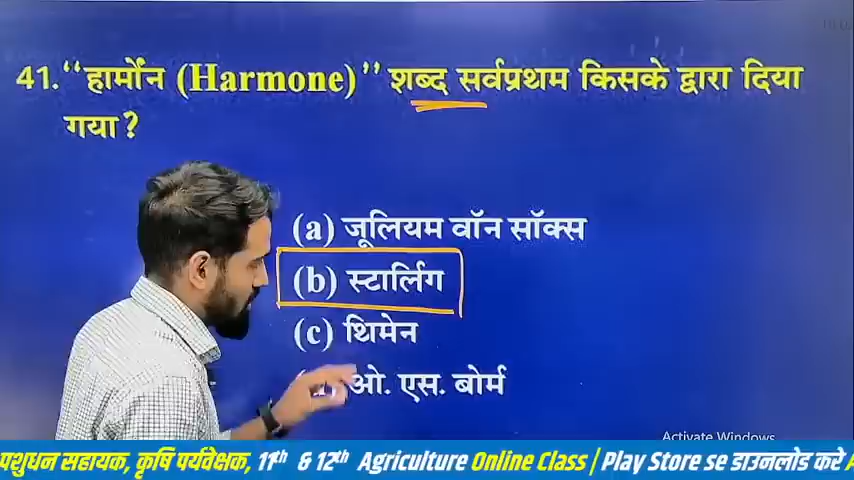 41. “हार्मोन (Harmone)” शब्द सर्वप्रथम किसके द्वारा दिया
गया?
(a) जूलियम वॉन सॉक्स
(b) स्टार्लिग
(c) थिमेन
ओ. एस. बोर्म
Activate Windows
पशुधन सहायक, कृषि पर्यवेक्षक, 11th & 12th Agriculture Online Class | Play Store se डाउनलोड करे